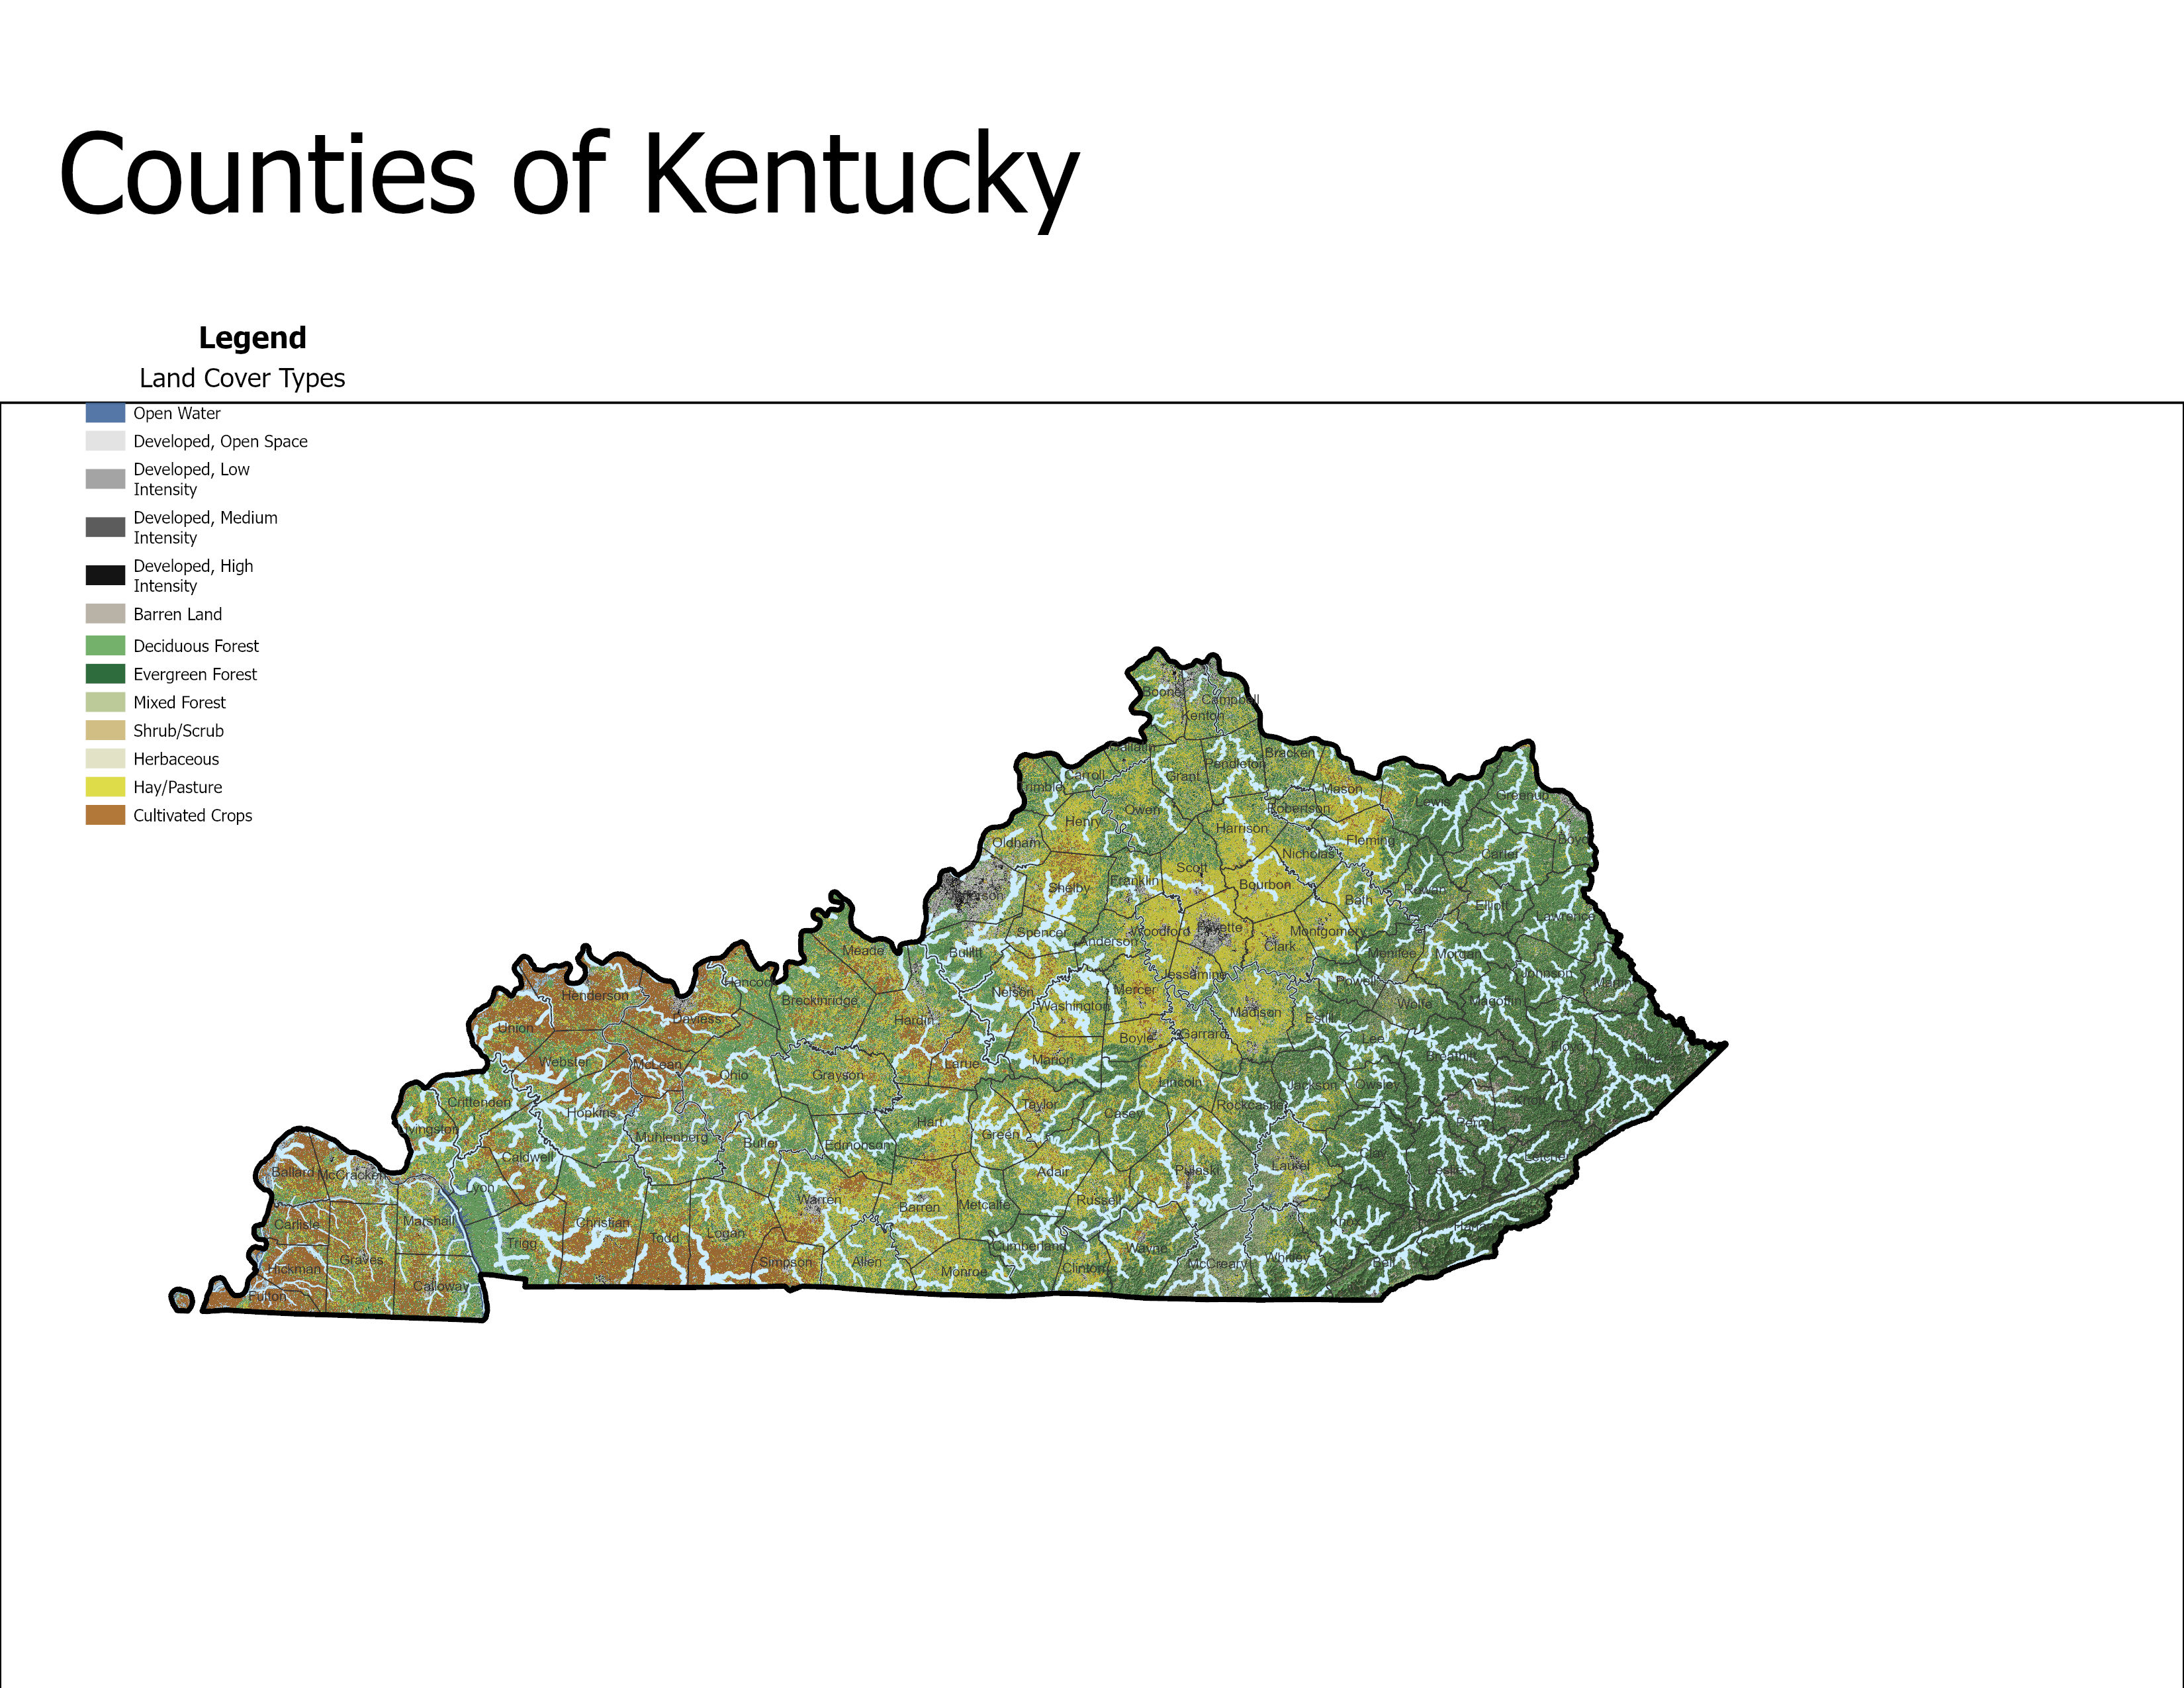 Counties of Kentucky
Legend
Land Cover Types
Open Water
Developed, Open Space
Developed, Low
Intensity
Developed, Medium
Intensity
Developed, High
Intensity
Barren Land
Deciduous Forest
Evergreen Forest
Mixed Forest
Shrub/Scrub
Herbaceous
Hay/Pasture
Cultivated Crops
Boone
Campbell
Kenton
Bracken
Pendleton
Carroll
Grant
Trimble
Mason
Greenup
Lewis
Robertson
Owen
Henry
Harrison
Oldham
Fleming
Boyd
Nicholas
Carter
Scott
Franklin
Bourbon
Shelby
Rowan
Bath
Elliott
Lawrence
Fayette
Woodford
Montgomery
Spencer
Anderson
Clark
Meade
Bullitt
Menifee
Morgan
Johnson
Jessamine
Powell
Martin
Mercer
Nelson
Henderson
Breckinridge
Magoffin
Wolfe
Washington
Madison
Estill
Daviess
Hardin
Union
Garrard
Boyle
Lee
Floyd
Breathitt
Marion
Webster
McLean
Larue
Ohio
Grayson
Lincoln
Jackson
Owsley
Crittenden
Knott
Taylor
Rockcastle
Hopkins
Casey
Hart
Perry
Livingston
Green
Muhlenberg
Butler
Edmonson
Clay
Caldwell
Letcher
Laurel
Leslie
Pulaski
Adair
Ballard
McCracken
Lyon
Warren
Russell
Metcalfe
Barren
Marshall
Knox
Christian
Carlisle
Logan
Todd
Trigg
Cumberland
Wayne
Whitley
Graves
Simpson
Allen
McCreary
Bell
Clinton
Hickman
Monroe
Calloway
Fulton